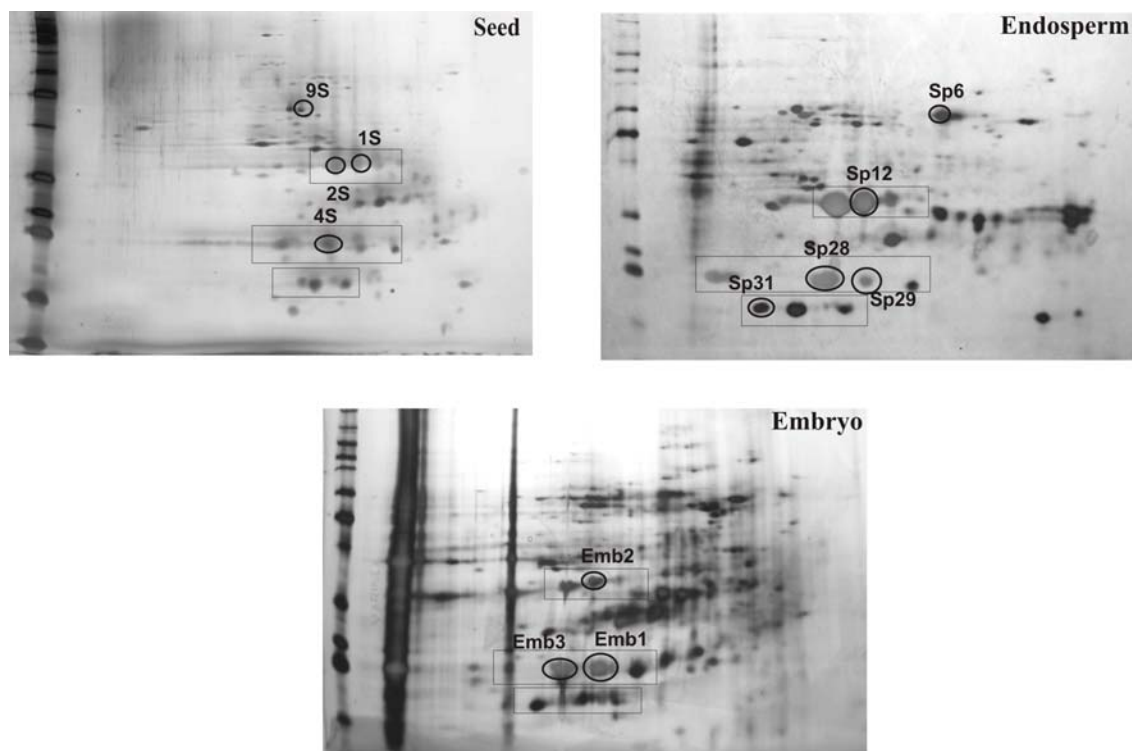 Seed
9S
1S
2S
4S
Endosperm
Sp6
Sp12
Sp28
Sp31
Sp29
Embryo
Emb2
Emb3
Emb1